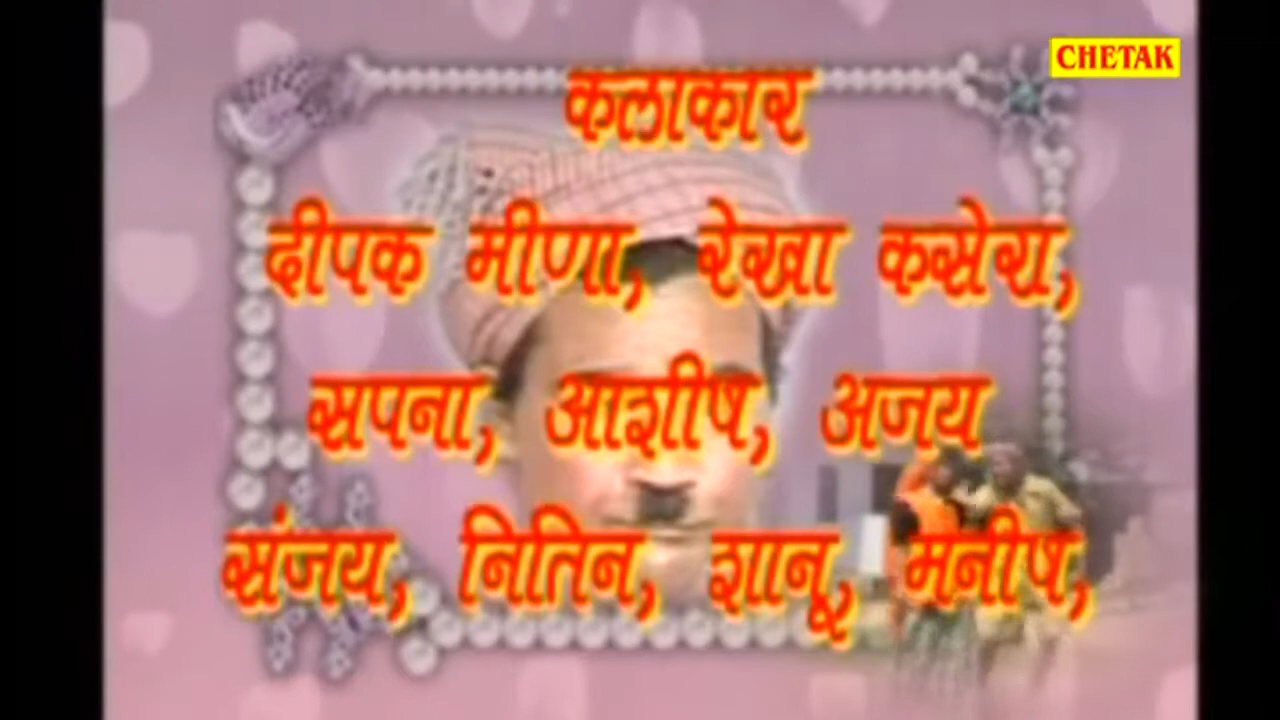 CHETAK
कलाकार
दीपक मीणा, रेखा कसेरा,
सपना, आशीष, अजय
संजय, नितिन, शानू, मनीष,